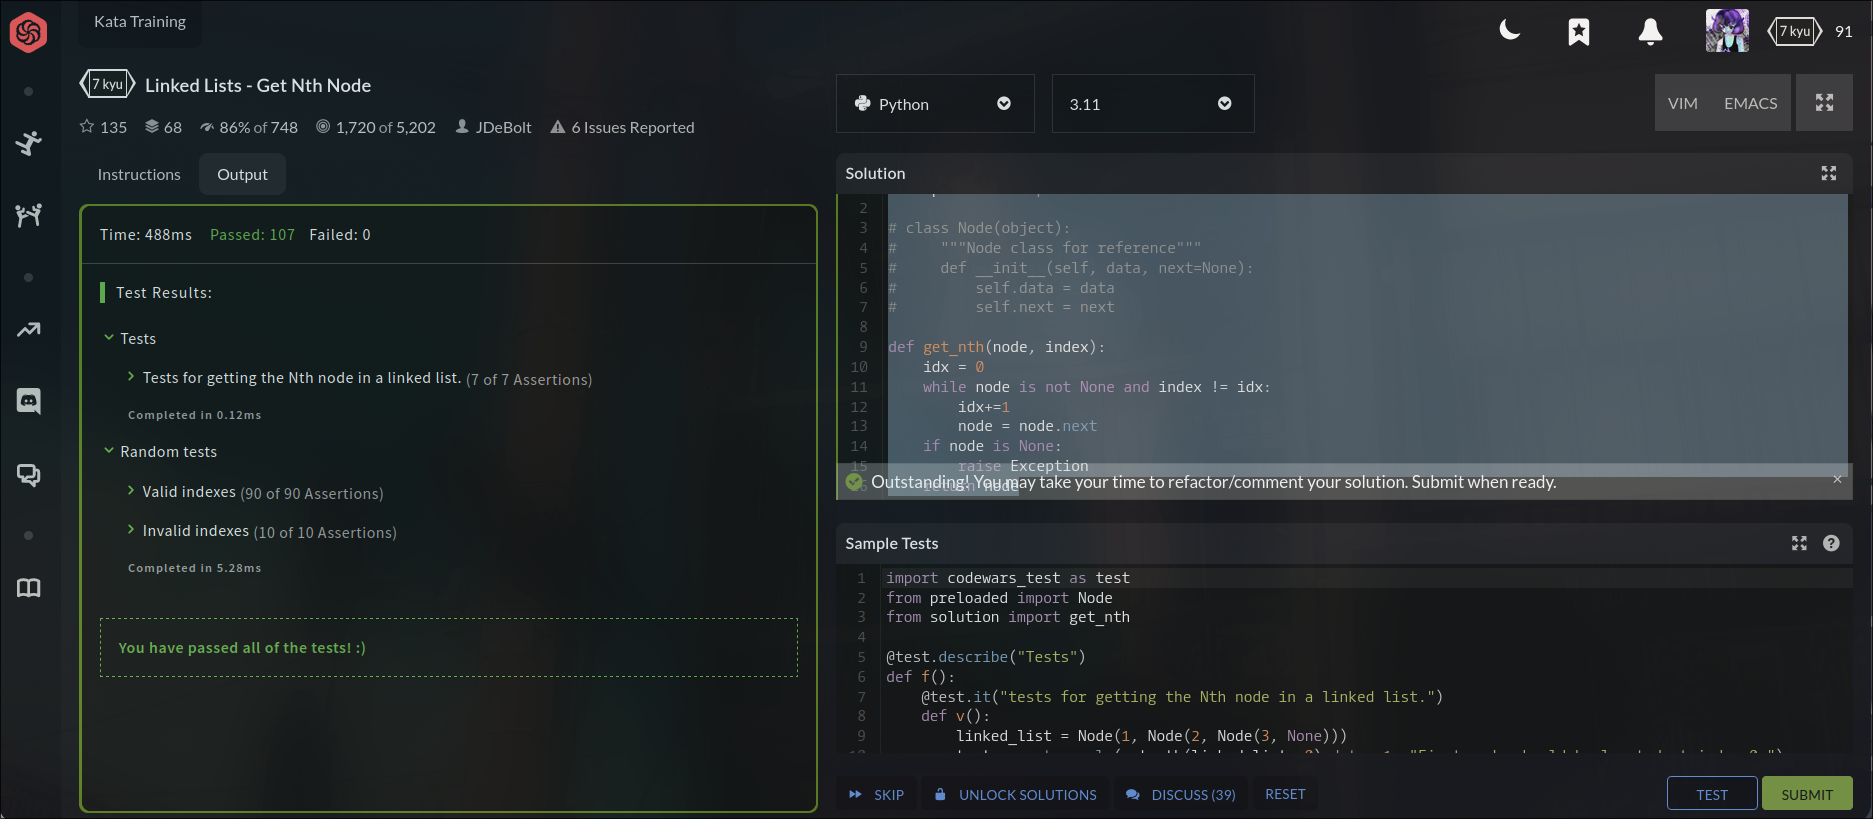 Kata Training
7 kyu 91
7 kyu Linked Lists - Get Nth Node
135 68 86% of 748 1,720 of 5,202 JDeBolt 6 Issues Reported
Instructions Output
Time: 488ms Passed: 107 Failed: 0
Test Results:
Tests
Tests for getting the Nth node in a linked list. (7 of 7 Assertions)
Completed in 0.12ms
Random tests
Valid indexes (90 of 90 Assertions)
Invalid indexes (10 of 10 Assertions)
Completed in 5.28ms
You have passed all of the tests! :)
Python 3.11 VIM EMACS
Solution
2
3 # class Node(object):
4 #     """Node class for reference"""
5 #     def __init__(self, data, next=None):
6 #         self.data = data
7 #         self.next = next
8
9 def get_nth(node, index):
10     idx = 0
11     while node is not None and index != idx:
12         idx+=1
13         node = node.next
14     if node is None:
15         raise Exception
16     return node
Outstanding! You may take your time to refactor/comment your solution. Submit when ready. ×
Sample Tests
1 import codewars_test as test
2 from preloaded import Node
3 from solution import get_nth
4
5 @test.describe("Tests")
6 def f():
7     @test.it("tests for getting the Nth node in a linked list.")
8     def v():
9         linked_list = Node(1, Node(2, Node(3, None)))
SKIP UNLOCK SOLUTIONS DISCUSS (39) RESET TEST SUBMIT